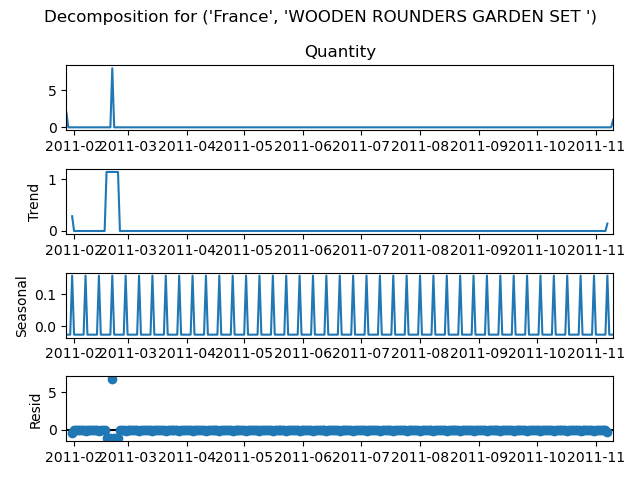 Decomposition for ('France', 'WOODEN ROUNDERS GARDEN SET ')
Quantity
5
0
2011-02 2011-03 2011-04 2011-05 2011-06 2011-07 2011-08 2011-09 2011-10 2011-11
Trend
1
0
2011-02 2011-03 2011-04 2011-05 2011-06 2011-07 2011-08 2011-09 2011-10 2011-11
Seasonal
0.1
0.0
2011-02 2011-03 2011-04 2011-05 2011-06 2011-07 2011-08 2011-09 2011-10 2011-11
Resid
5
0
2011-02 2011-03 2011-04 2011-05 2011-06 2011-07 2011-08 2011-09 2011-10 2011-11